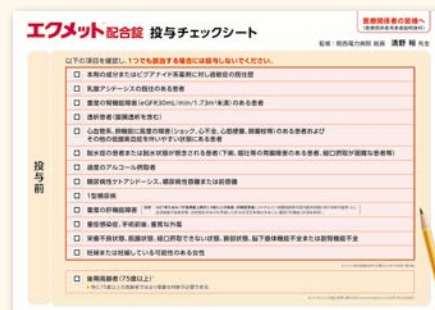 エクメット配合錠 投与チェックシート
医療関係者の皆様へ
監修：関西電力病院 総長 清野 裕 先生
以下の項目を確認し、1つでも該当する場合には投与しないでください。
投与前
□ 本剤の成分またはビグアナイド系薬剤に対し過敏症の既往歴
□ 乳酸アシドーシスの既往のある患者
□ 重度の腎機能障害（eGFR30mL/min/1.73m²未満）のある患者
□ 透析患者（腹膜透析を含む）
□ 心血管系、肺機能に高度の障害（ショック、心不全、心筋梗塞、肺塞栓等）のある患者および
その他の低酸素血症を伴いやすい状態にある患者
□ 脱水症の患者または脱水状態が懸念される患者（下痢、嘔吐等の胃腸障害のある患者、経口摂取が困難な患者等）
□ 過度のアルコール摂取者
□ 糖尿病性ケトアシドーシス、糖尿病性昏睡または前昏睡
□ 1型糖尿病
□ 重度の肝機能障害
□ 重症感染症、手術前後、重篤な外傷
□ 栄養不良状態、飢餓状態、経口摂取できない状態、衰弱状態、脳下垂体機能不全または副腎機能不全
□ 妊婦または妊娠している可能性のある女性
□ 後期高齢者（75歳以上）